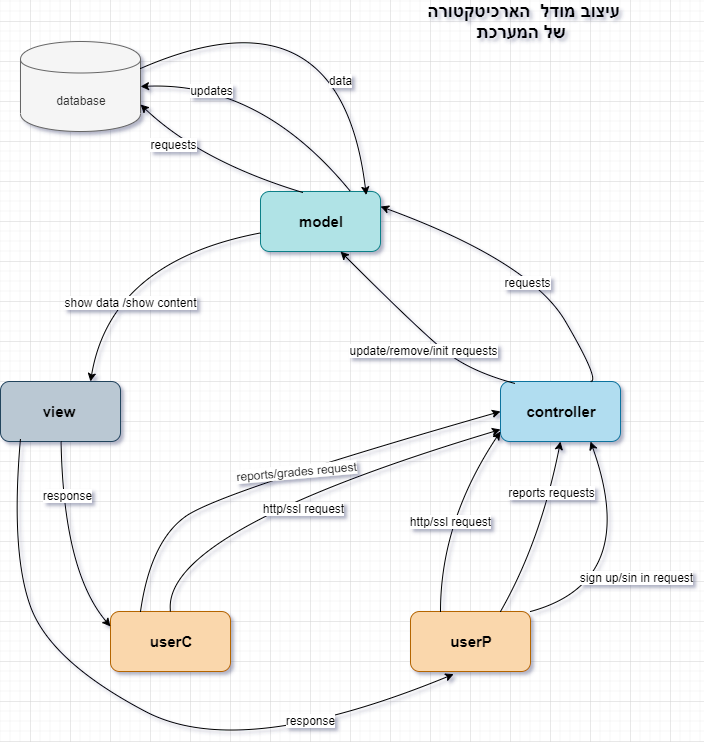 עיצוב מודל הארכיטקטורה
של המערכת
data
updates
database
requests
model
requests
show data /show content
update/remove/init requests
view
controller
reports/grades request
response
reports requests
http/ssl request
http/ssl request
sign up/sin in request
userC
userP
response